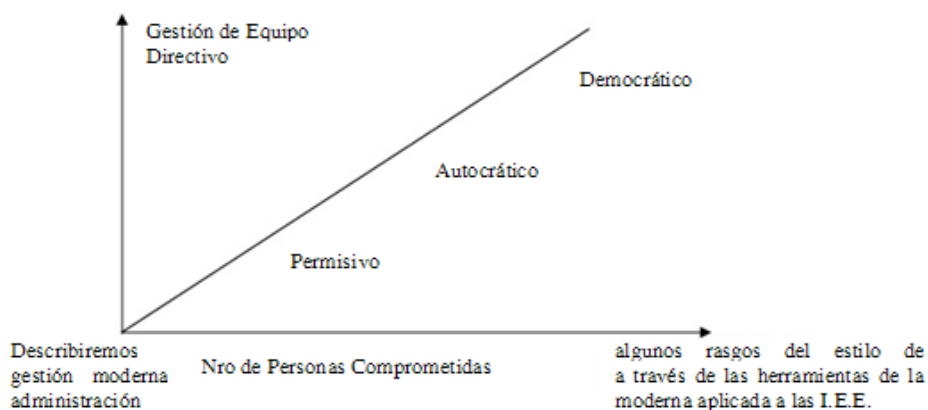 Gestión de Equipo
Directivo
Democrático
Autocrático
Permisivo
Nro de Personas Comprometidas
Describiremos algunos rasgos del estilo de
gestión moderna a través de las herramientas de la
administración moderna aplicada a las I.E.E.